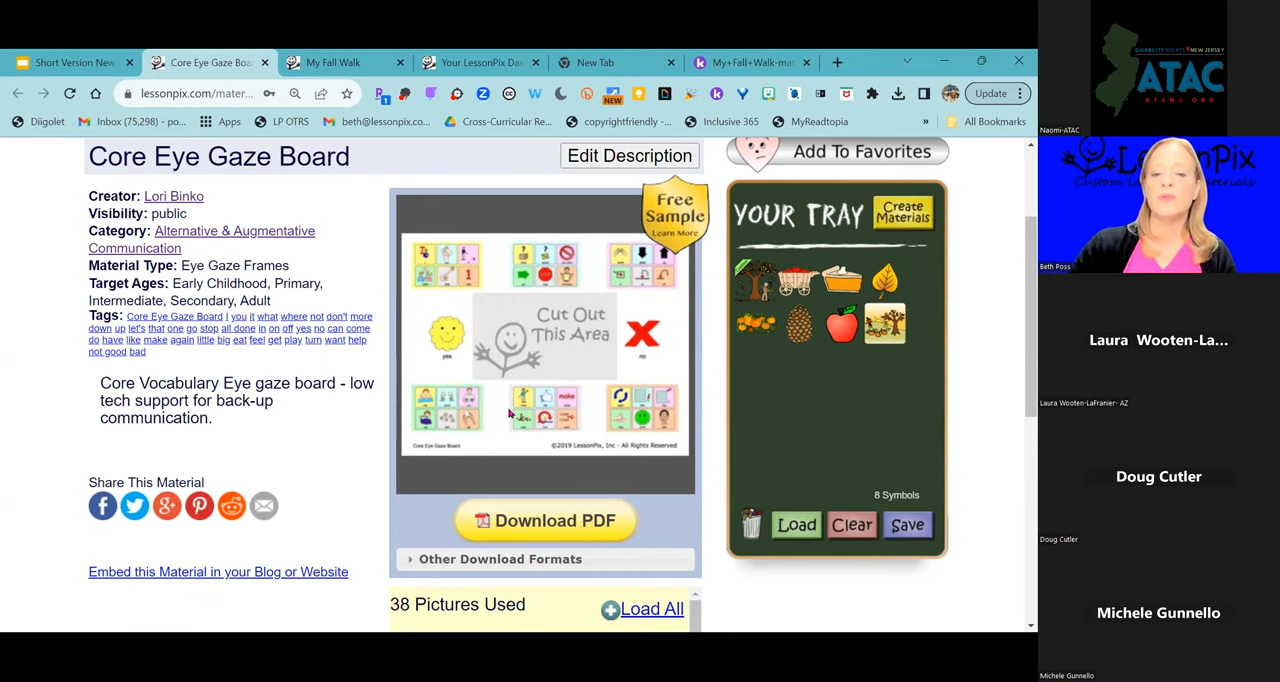 Short Version New
Core Eye Gaze Boa
My Fall Walk
Your LessonPix Das
New Tab
My+Fall+Walk-mat
lessonpix.com/mater...
NEW
Update
Diigolet
Inbox (75,298) - po...
Apps
LP OTRS
beth@lessonpix.co...
Cross-Curricular Re...
copyrightfriendly -...
Inclusive 365
MyReadtopia
»
All Bookmarks
Core Eye Gaze Board
Edit Description
Add To Favorites
Creator: Lori Binko
Visibility: public
Category: Alternative & Augmentative
Communication
Material Type: Eye Gaze Frames
Target Ages: Early Childhood, Primary,
Intermediate, Secondary, Adult
Tags: Core Eye Gaze Board I you it what where not don't more
down up let's that one go stop all done in on off yes no can come
do have like make again little big eat feel get play turn want help
not good bad
Core Vocabulary Eye gaze board - low
tech support for back-up
communication.
Share This Material
Embed this Material in your Blog or Website
Free
Sample
Learn More
Cut Out
This Area
yes
no
make
Core Eye Gaze Board
©2019 LessonPix, Inc - All Rights Reserved
Download PDF
Other Download Formats
38 Pictures Used
Load All
YOUR TRAY
Create
Materials
8 Symbols
Load
Clear
Save
DISABILITY RIGHTS NEW JERSEY
ATAC
AT4NJ.ORG
Naomi-ATAC
Beth Poss
Laura Wooten-La...
Laura Wooten-LaFranier- AZ
Doug Cutler
Doug Cutler
Michele Gunnello
Michele Gunnello